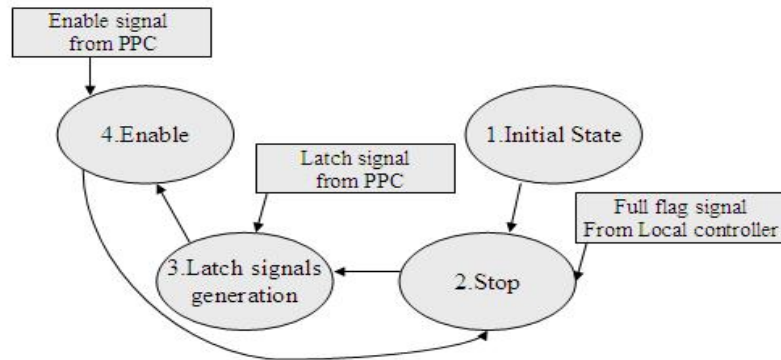 Enable signal
from PPC
4.Enable
1.Initial State
Latch signal
from PPC
Full flag signal
From Local controller
3.Latch signals
generation
2.Stop